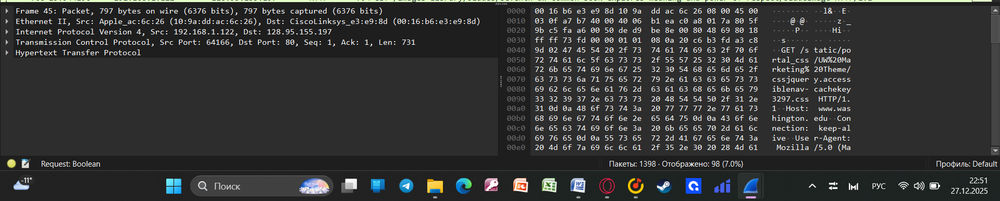 Frame 45: Packet, 797 bytes on wire (6376 bits), 797 bytes captured (6376 bits)
Ethernet II, Src: Apple_ac:6c:26 (10:9a:dd:ac:6c:26), Dst: CiscoLinksys_e3:e9:8d (00:16:b6:e3:e9:8d)
Internet Protocol Version 4, Src: 192.168.1.122, Dst: 128.95.155.197
Transmission Control Protocol, Src Port: 64166, Dst Port: 80, Seq: 1, Ack: 1, Len: 731
Hypertext Transfer Protocol
0000 00 16 b6 e3 e9 8d 10 9a dd ac 6c 26 08 00 45 00 ········ ··l&··E·
0010 03 0f a7 b7 40 00 40 06 b1 ea c0 a8 01 7a 80 5f ····@·@· ·····z·_
0020 9b c5 fa a6 00 50 de d9 be 8e 00 80 48 69 80 18 ·····P·· ····Hi··
0030 ff ff 73 fd 00 00 01 01 08 0a 20 c6 b3 fd a3 c8 ··s····· ·· ·····
0040 9d 02 47 45 54 20 2f 73 74 61 74 69 63 2f 70 6f ··GET /s tatic/po
0050 72 74 61 6c 5f 63 73 73 2f 55 57 25 32 30 4d 61 rtal_css /UW%20Ma
0060 72 6b 65 74 69 6e 67 25 32 30 54 68 65 6d 65 2f rketing% 20Theme/
0070 63 73 73 6a 71 75 65 72 79 2e 61 63 63 65 73 73 cssjquer y.access
0080 69 62 6c 65 6e 61 76 2d 63 61 63 68 65 6b 65 79 iblenav- cachekey
0090 33 32 39 37 2e 63 73 73 20 48 54 54 50 2f 31 2e 3297.css HTTP/1.
00a0 31 0d 0a 48 6f 73 74 3a 20 77 77 77 2e 77 61 73 1··Host: www.was
00b0 68 69 6e 67 74 6f 6e 2e 65 64 75 0d 0a 43 6f 6e hington. edu··Con
00c0 6e 65 63 74 69 6f 6e 3a 20 6b 65 65 70 2d 61 6c nection: keep-al
00d0 69 76 65 0d 0a 55 73 65 72 2d 41 67 65 6e 74 3a ive··Use r-Agent:
00e0 20 4d 6f 7a 69 6c 6c 61 2f 35 2e 30 20 28 4d 61 Mozilla /5.0 (Ma
Request: Boolean
Пакеты: 1398 · Отображено: 98 (7.0%)
Профиль: Default
-11°
Поиск
РУС
22:51
27.12.2025